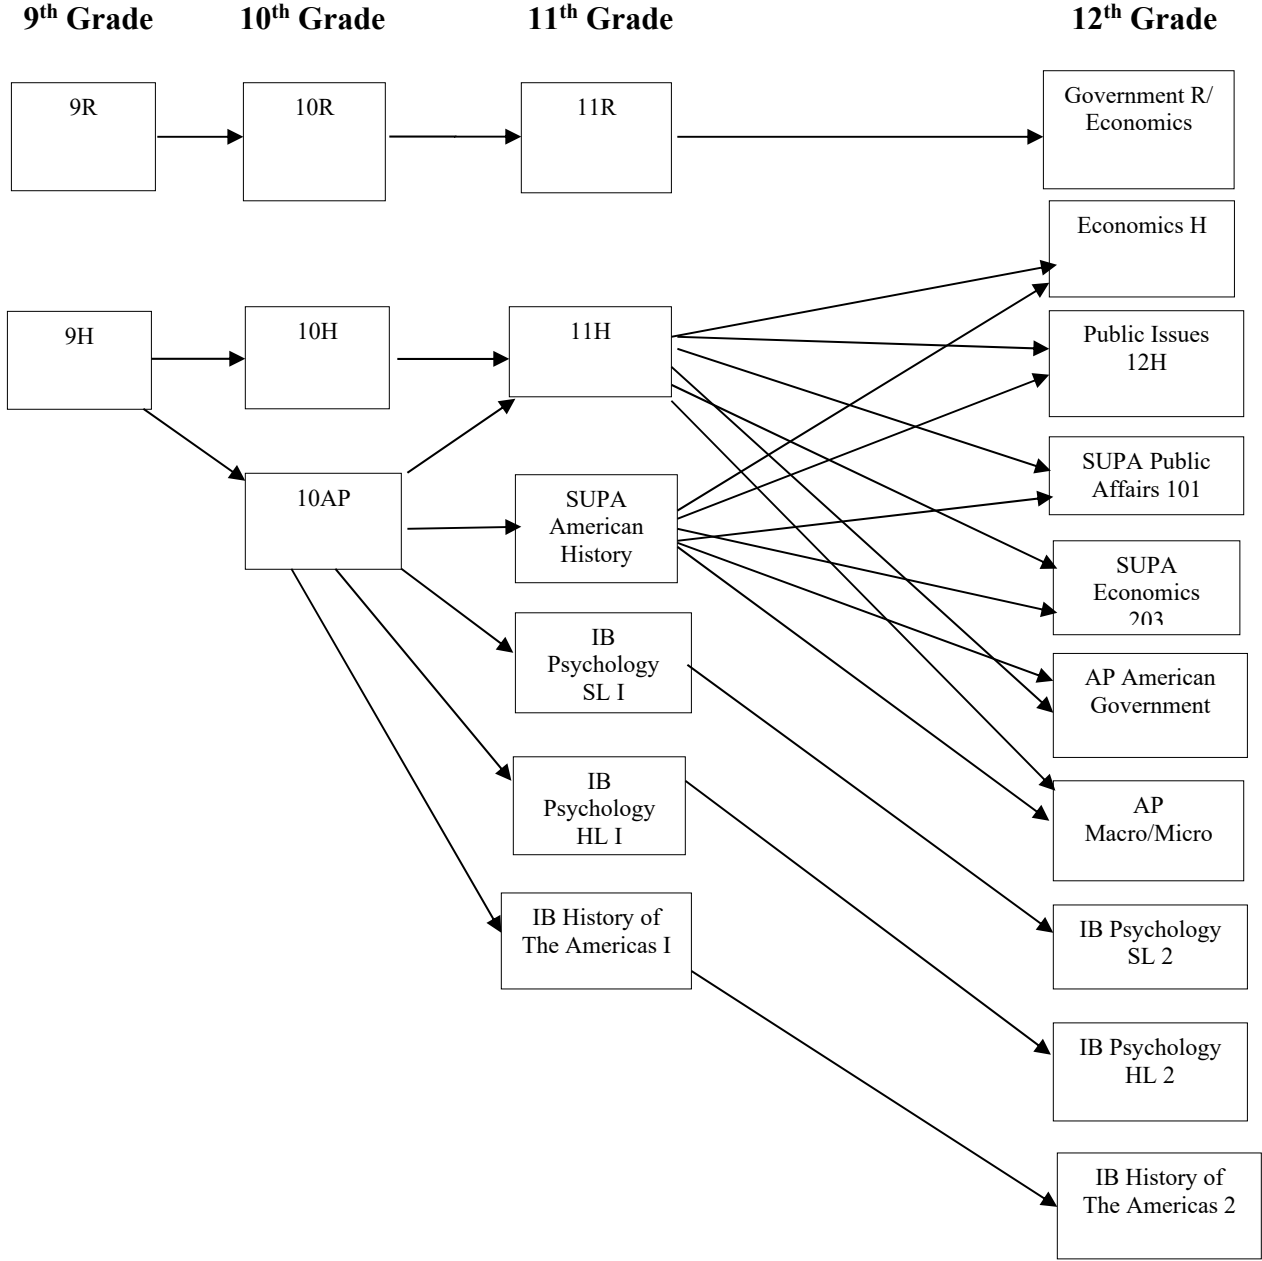 9th Grade
10th Grade
11th Grade
12th Grade
9R
10R
11R
Government R/
Economics
Economics H
9H
10H
11H
Public Issues
12H
10AP
SUPA
American
History
SUPA Public
Affairs 101
SUPA
Economics
203
IB
Psychology
SL I
AP American
Government
IB
Psychology
HL I
AP
Macro/Micro
IB History of
The Americas I
IB Psychology
SL 2
IB Psychology
HL 2
IB History of
The Americas 2